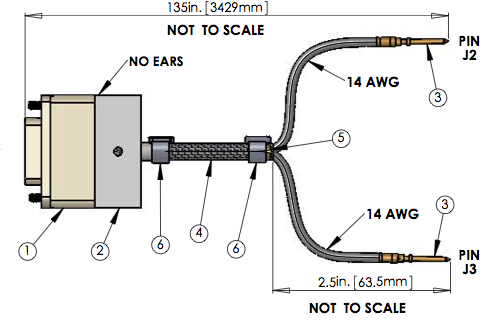 135in. [3429mm]
NOT TO SCALE
NO EARS
PIN
J2
14 AWG
3
5
1
2
6
4
6
14 AWG
3
PIN
J3
2.5in. [63.5mm]
NOT TO SCALE